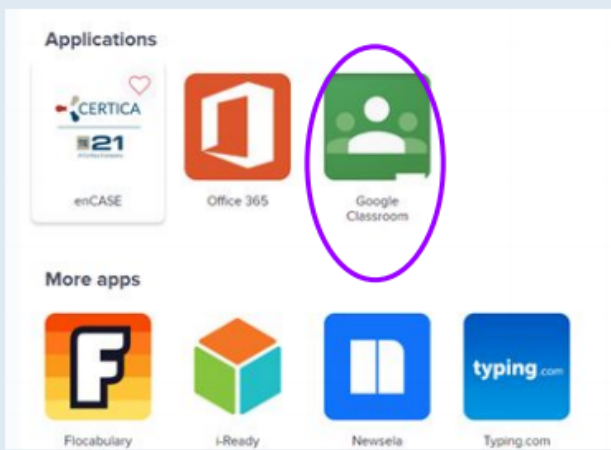 Applications
CERTICA
21
enCASE
Office 365
Google
Classroom
More apps
F
Flocabulary
i-Ready
Newsela
typing.com
Typing.com